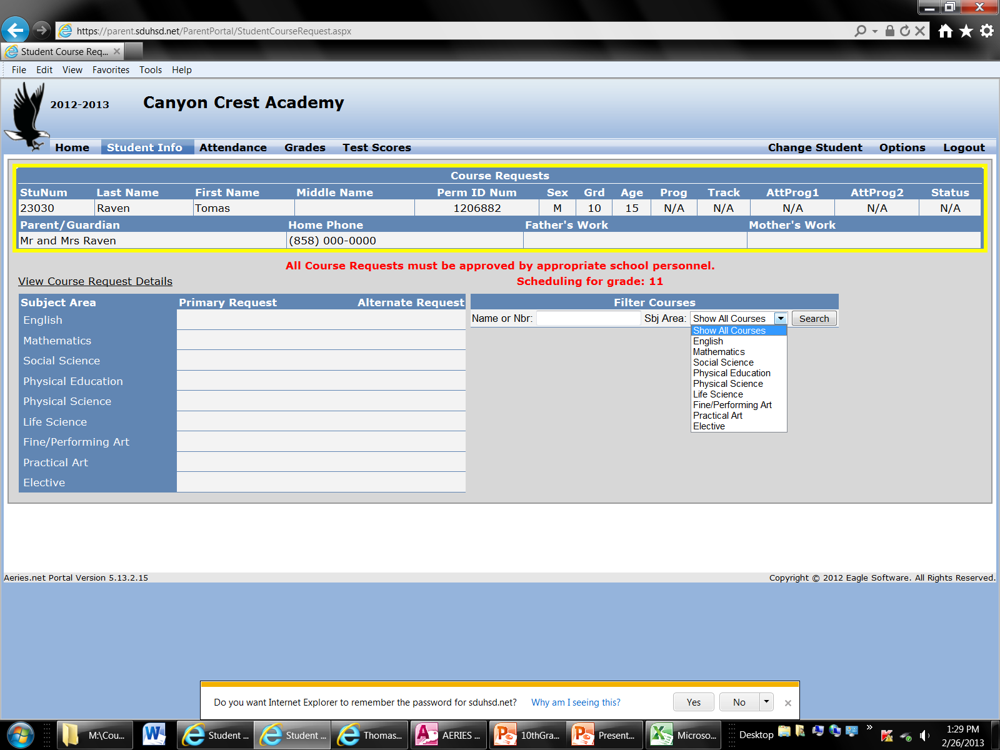 https://parent.sduhsd.net/ParentPortal/StudentCourseRequest.aspx
Student Course Req...
File Edit View Favorites Tools Help
2012-2013 Canyon Crest Academy
Home Student Info Attendance Grades Test Scores Change Student Options Logout
Course Requests
StuNum Last Name First Name Middle Name Perm ID Num Sex Grd Age Prog Track AttProg1 AttProg2 Status
23030 Raven Tomas 1206882 M 10 15 N/A N/A N/A N/A N/A
Parent/Guardian Home Phone Father's Work Mother's Work
Mr and Mrs Raven (858) 000-0000
All Course Requests must be approved by appropriate school personnel.
View Course Request Details Scheduling for grade: 11
Subject Area Primary Request Alternate Request
English
Mathematics
Social Science
Physical Education
Physical Science
Life Science
Fine/Performing Art
Practical Art
Elective
Filter Courses
Name or Nbr: Sbj Area: Show All Courses Search
Show All Courses
English
Mathematics
Social Science
Physical Education
Physical Science
Life Science
Fine/Performing Art
Practical Art
Elective
Aeries.net Portal Version 5.13.2.15 Copyright © 2012 Eagle Software. All Rights Reserved.
Do you want Internet Explorer to remember the password for sduhsd.net? Why am I seeing this? Yes No
M:\Cou... Student ... Student ... Thomas... AERIES ... 10thGra... Present... Microso... Desktop » 1:29 PM
2/26/2013